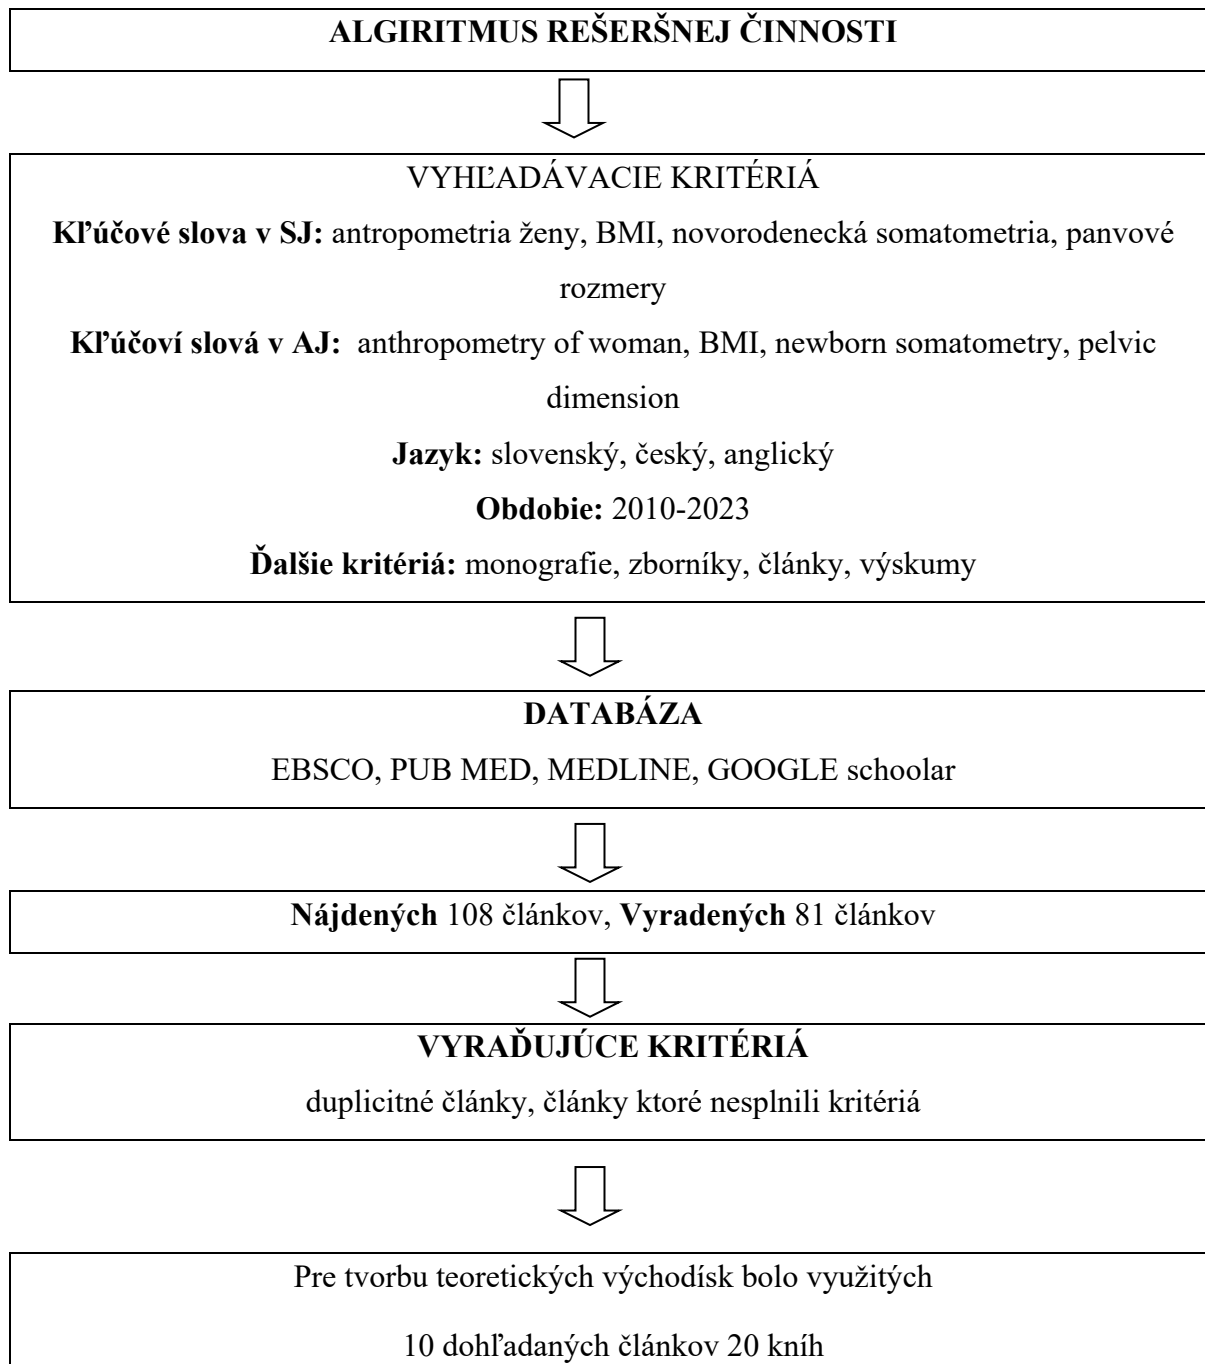 ALGIRITMUS REŠERŠNEJ ČINNOSTI
VYHĽADÁVACIE KRITÉRIÁ
Kľúčové slova v SJ: antropometria ženy, BMI, novorodenecká somatometria, panvové
rozmery
Kľúčoví slová v AJ: anthropometry of woman, BMI, newborn somatometry, pelvic
dimension
Jazyk: slovenský, český, anglický
Obdobie: 2010-2023
Ďalšie kritériá: monografie, zborníky, články, výskumy
DATABÁZA
EBSCO, PUB MED, MEDLINE, GOOGLE schoolar
Nájdených 108 článkov, Vyradených 81 článkov
VYRAĎUJÚCE KRITÉRIÁ
duplicitné články, články ktoré nesplnili kritériá
Pre tvorbu teoretických východísk bolo využitých
10 dohľadaných článkov 20 kníh